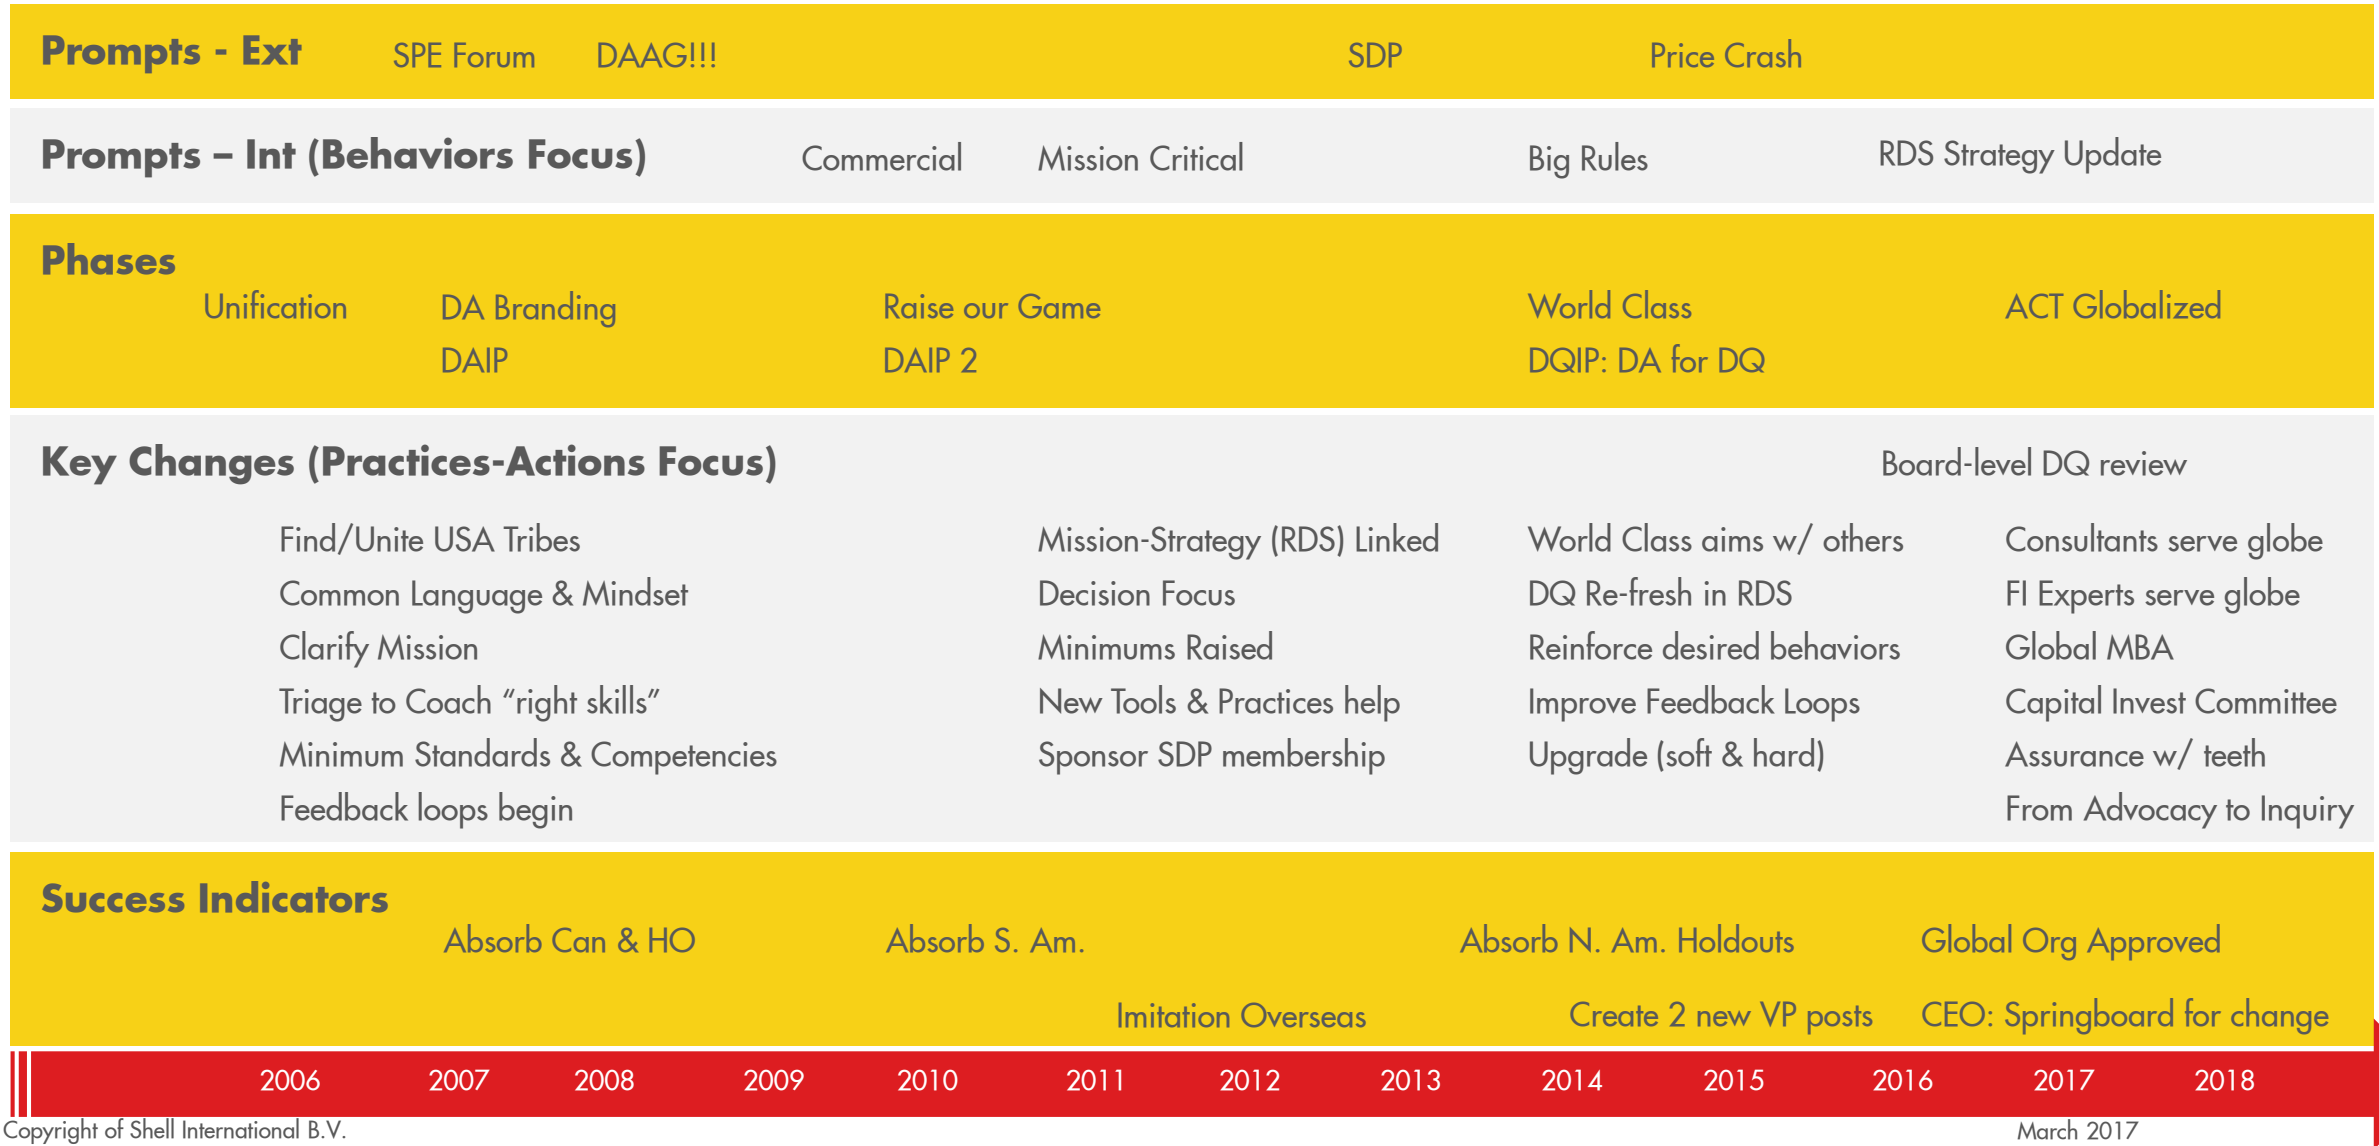 Prompts - Ext SPE Forum DAAG!!! SDP Price Crash
Prompts – Int (Behaviors Focus) Commercial Mission Critical Big Rules RDS Strategy Update
Phases
Unification DA Branding Raise our Game World Class ACT Globalized
DAIP DAIP 2 DQIP: DA for DQ
Key Changes (Practices-Actions Focus) Board-level DQ review
Find/Unite USA Tribes Mission-Strategy (RDS) Linked World Class aims w/ others Consultants serve globe
Common Language & Mindset Decision Focus DQ Re-fresh in RDS FI Experts serve globe
Clarify Mission Minimums Raised Reinforce desired behaviors Global MBA
Triage to Coach “right skills” New Tools & Practices help Improve Feedback Loops Capital Invest Committee
Minimum Standards & Competencies Sponsor SDP membership Upgrade (soft & hard) Assurance w/ teeth
Feedback loops begin From Advocacy to Inquiry
Success Indicators
Absorb Can & HO Absorb S. Am. Absorb N. Am. Holdouts Global Org Approved
Imitation Overseas Create 2 new VP posts CEO: Springboard for change
2006 2007 2008 2009 2010 2011 2012 2013 2014 2015 2016 2017 2018
Copyright of Shell International B.V. March 2017